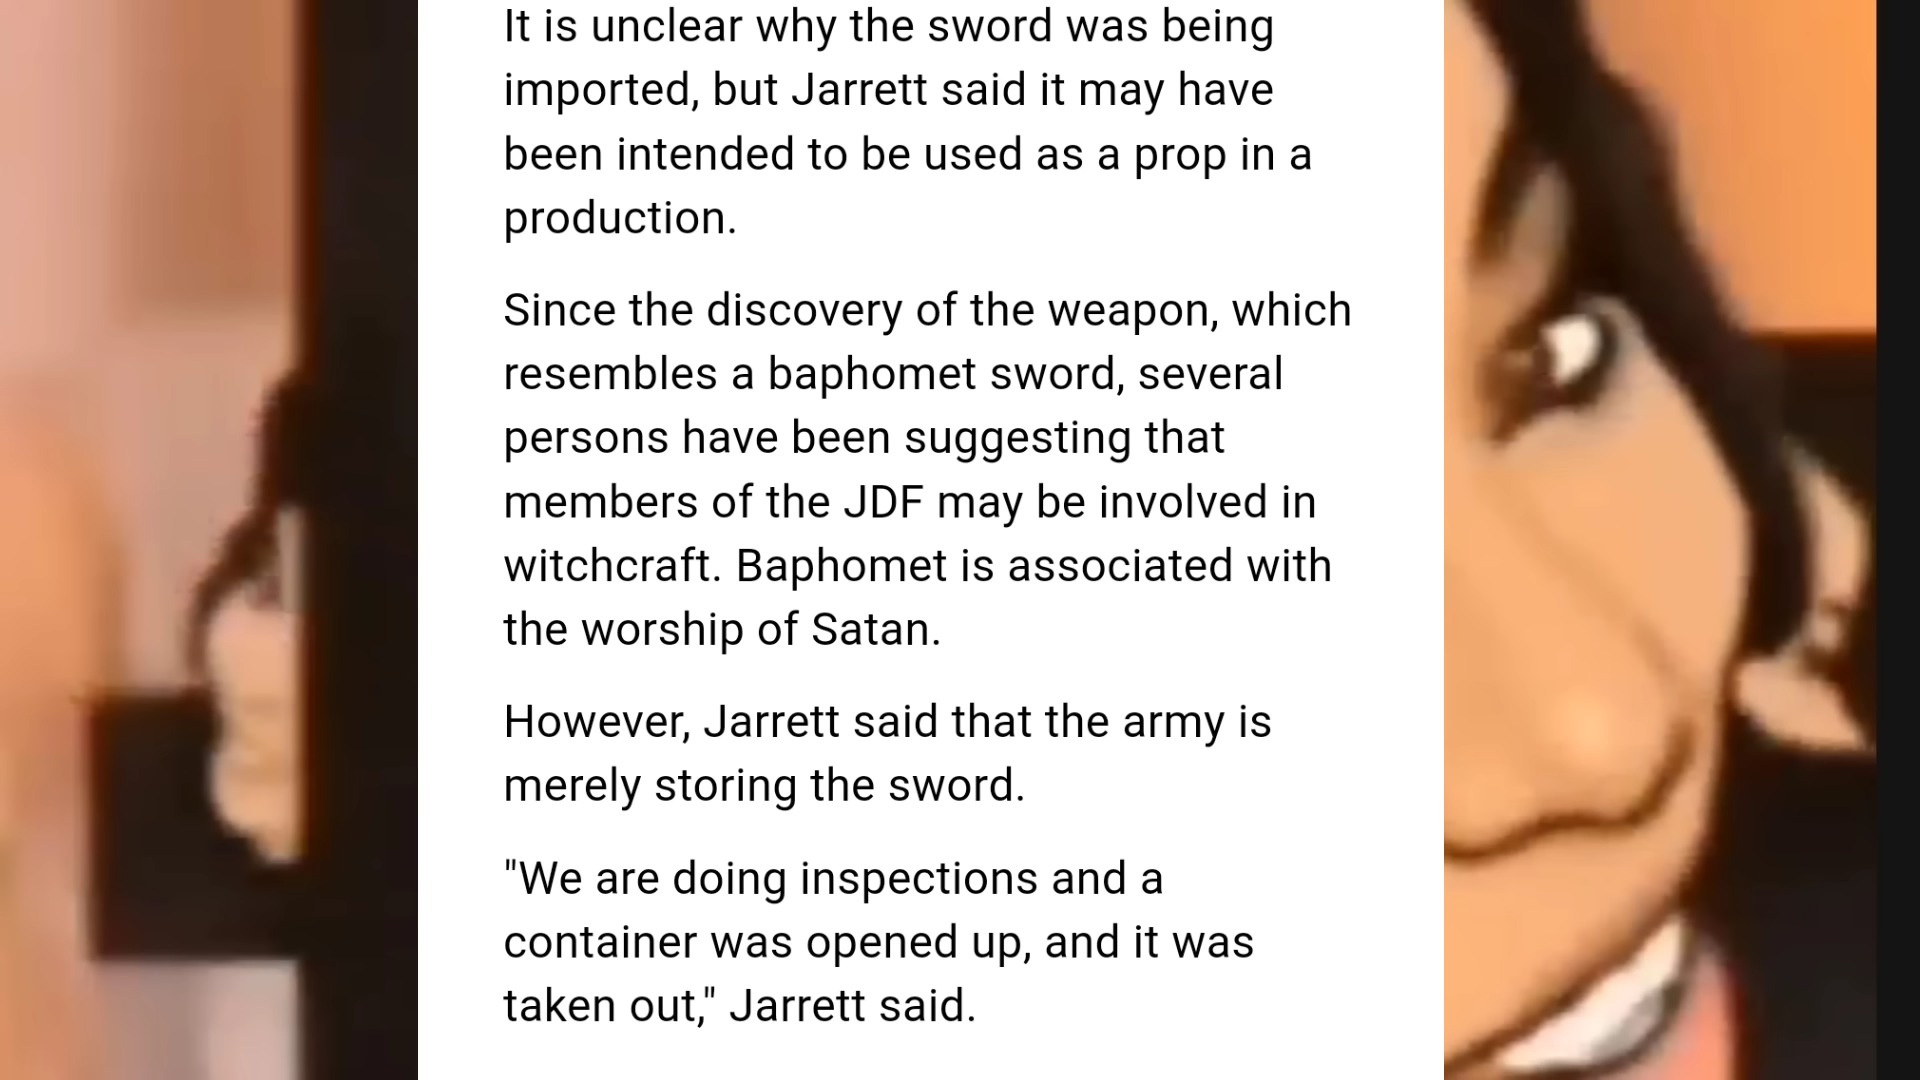 It is unclear why the sword was being
imported, but Jarrett said it may have
been intended to be used as a prop in a
production.
Since the discovery of the weapon, which
resembles a baphomet sword, several
persons have been suggesting that
members of the JDF may be involved in
witchcraft. Baphomet is associated with
the worship of Satan.
However, Jarrett said that the army is
merely storing the sword.
"We are doing inspections and a
container was opened up, and it was
taken out," Jarrett said.